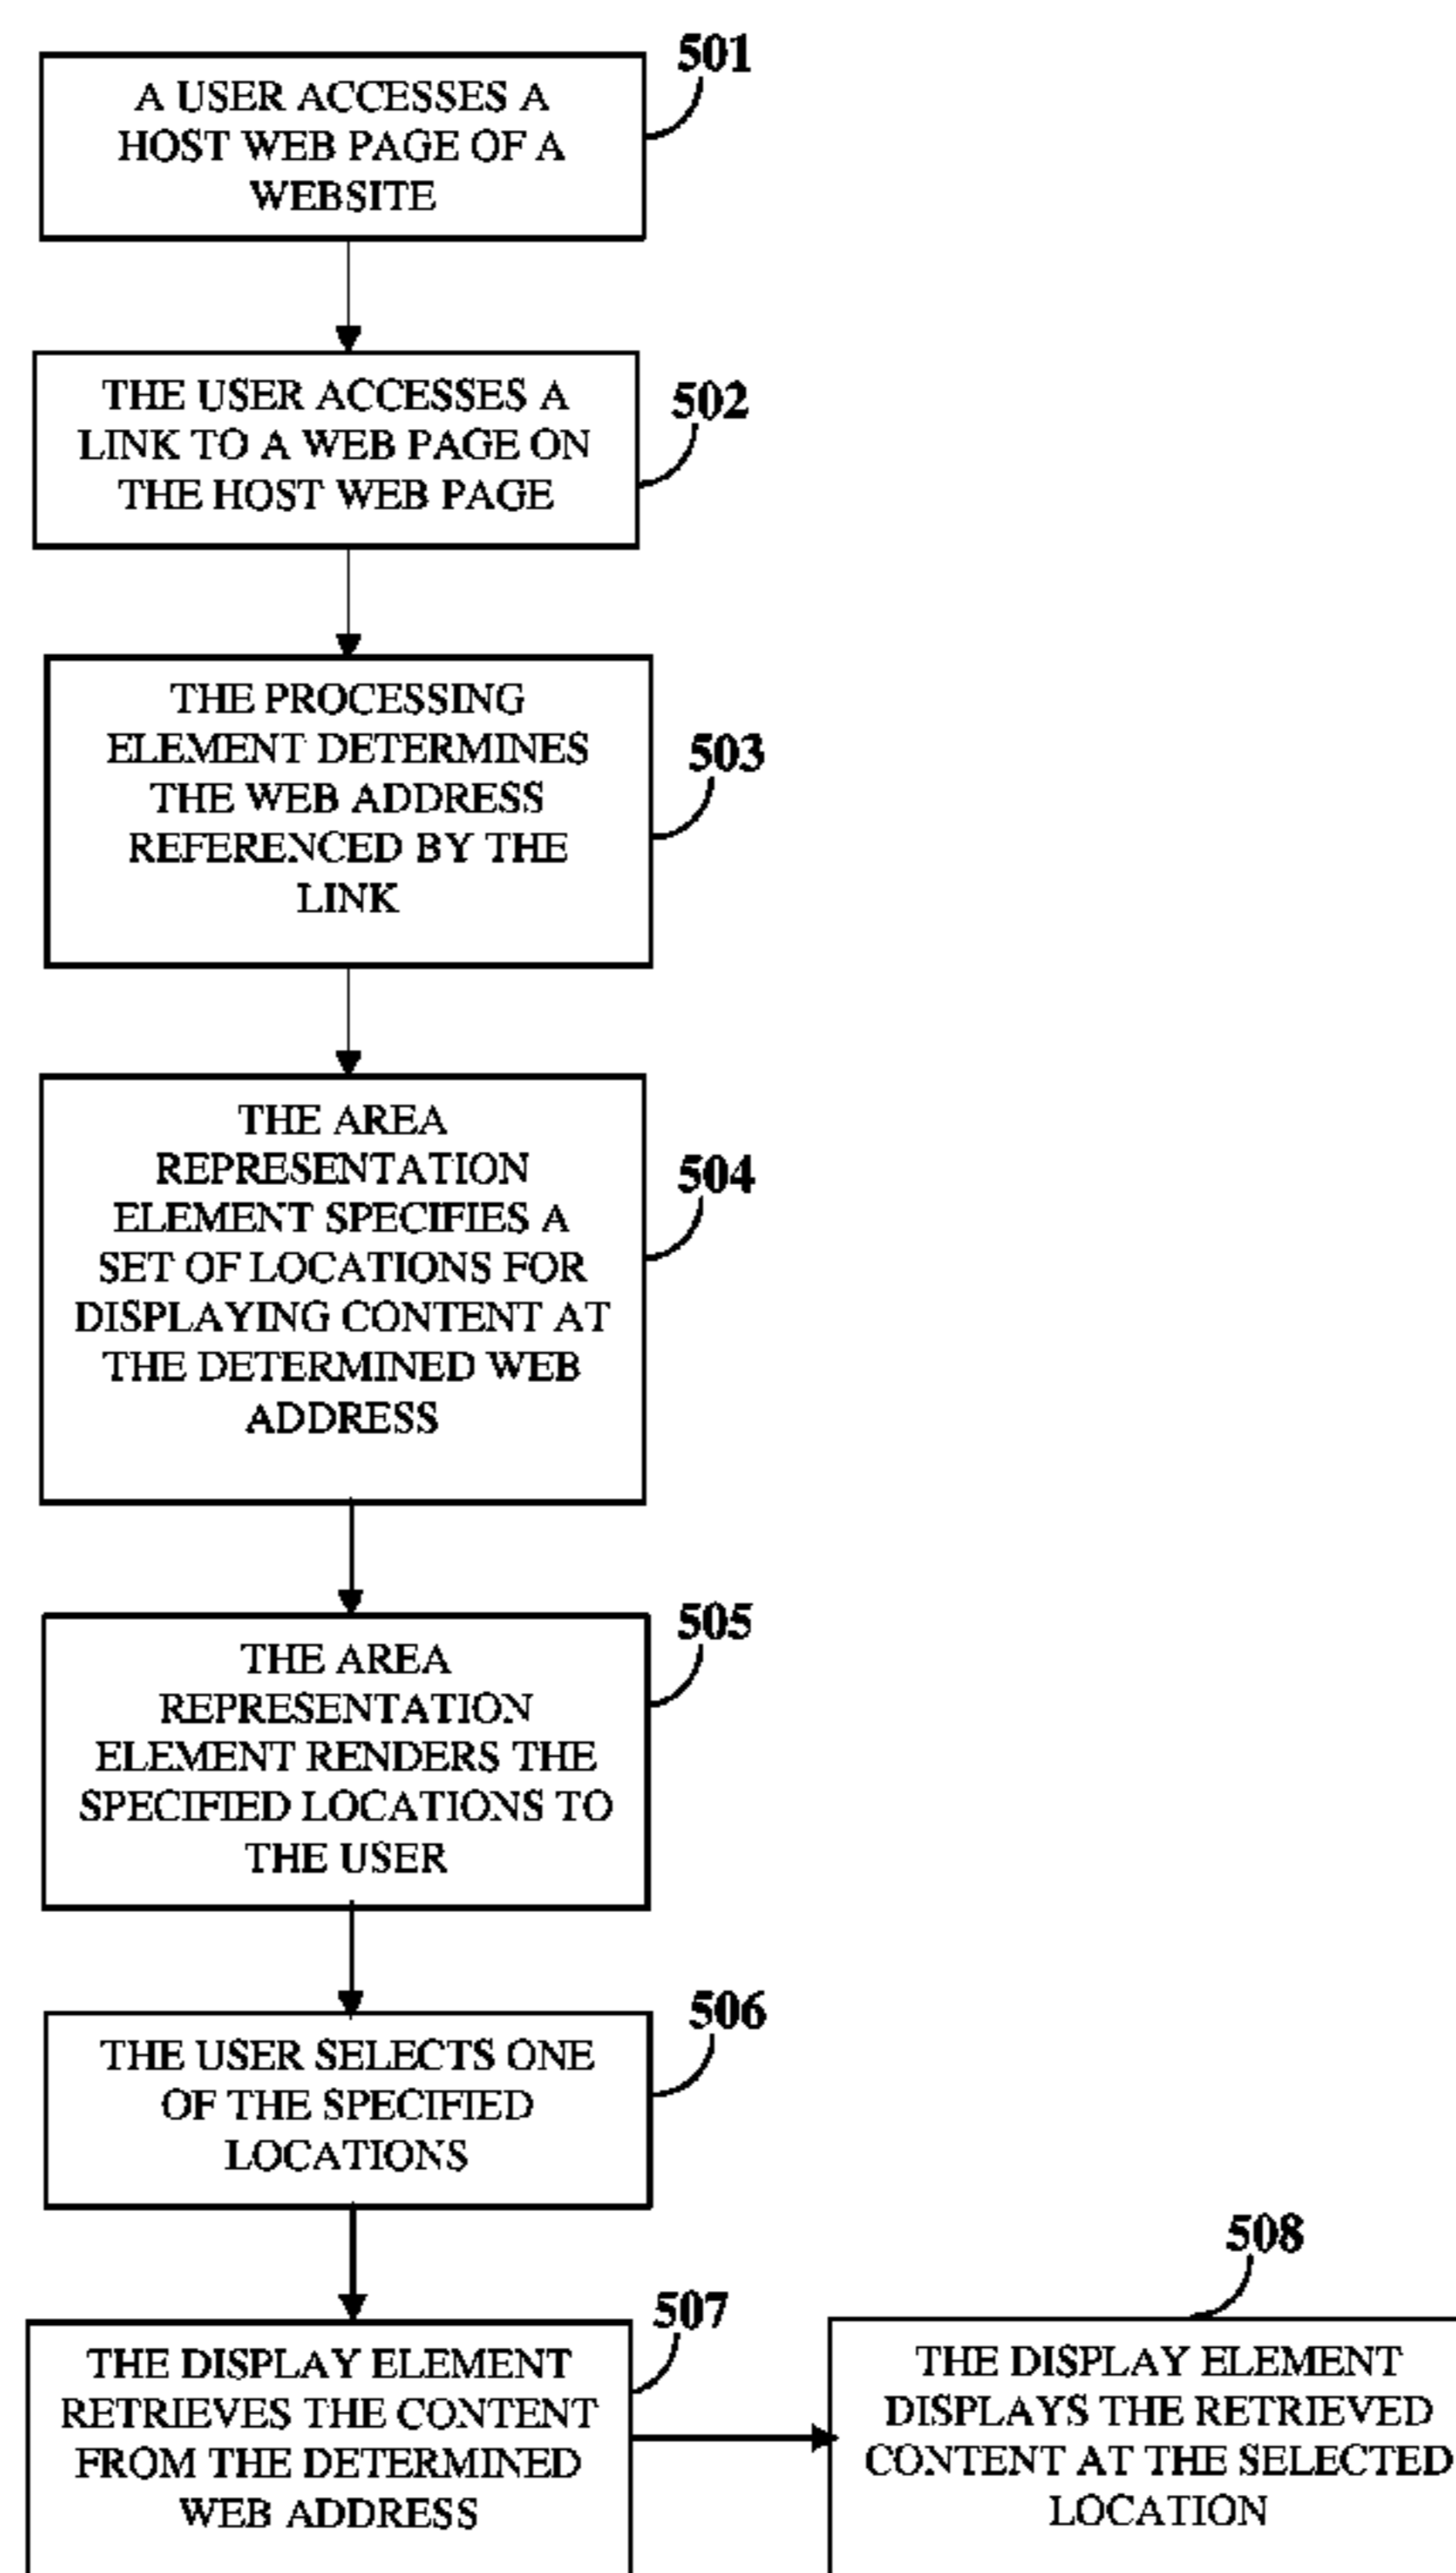 501
A USER ACCESSES A
HOST WEB PAGE OF A
WEBSITE
502
THE USER ACCESSES A
LINK TO A WEB PAGE ON
THE HOST WEB PAGE
503
THE PROCESSING
ELEMENT DETERMINES
THE WEB ADDRESS
REFERENCED BY THE
LINK
504
THE AREA
REPRESENTATION
ELEMENT SPECIFIES A
SET OF LOCATIONS FOR
DISPLAYING CONTENT AT
THE DETERMINED WEB
ADDRESS
505
THE AREA
REPRESENTATION
ELEMENT RENDERS THE
SPECIFIED LOCATIONS TO
THE USER
506
THE USER SELECTS ONE
OF THE SPECIFIED
LOCATIONS
507
THE DISPLAY ELEMENT
RETRIEVES THE CONTENT
FROM THE DETERMINED
WEB ADDRESS
508
THE DISPLAY ELEMENT
DISPLAYS THE RETRIEVED
CONTENT AT THE SELECTED
LOCATION